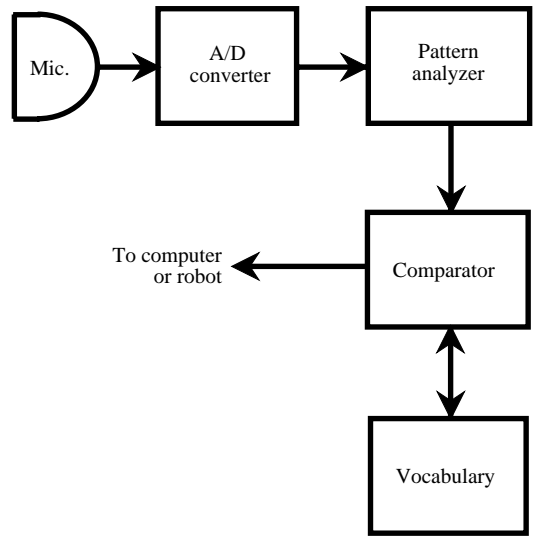 Mic.
A/D
converter
Pattern
analyzer
To computer
or robot
Comparator
Vocabulary